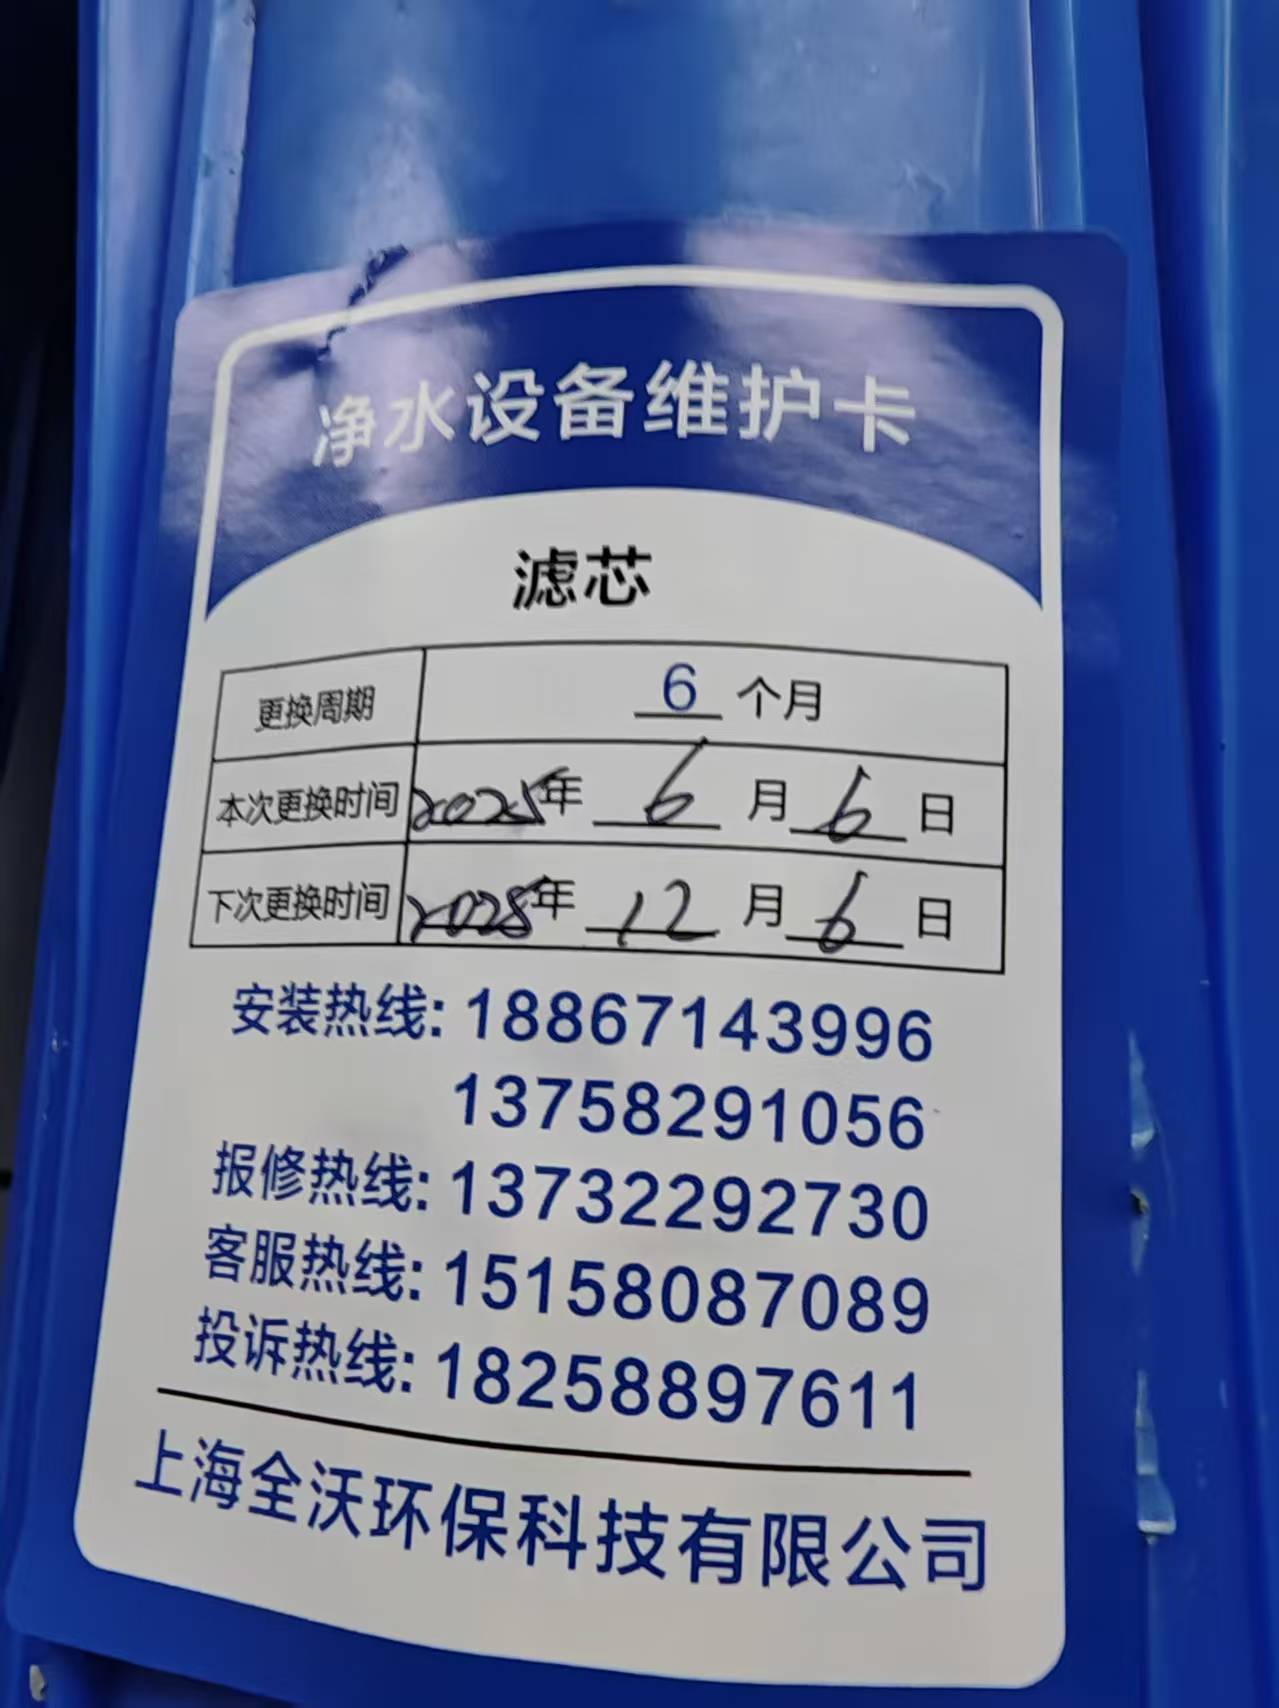 净水设备维护卡
滤芯
更换周期 6 个月
本次更换时间 2025年 6 月 6 日
下次更换时间 2025年 12 月 6 日
安装热线: 18867143996
13758291056
报修热线: 13732292730
客服热线: 15158087089
投诉热线: 18258897611
上海全沃环保科技有限公司